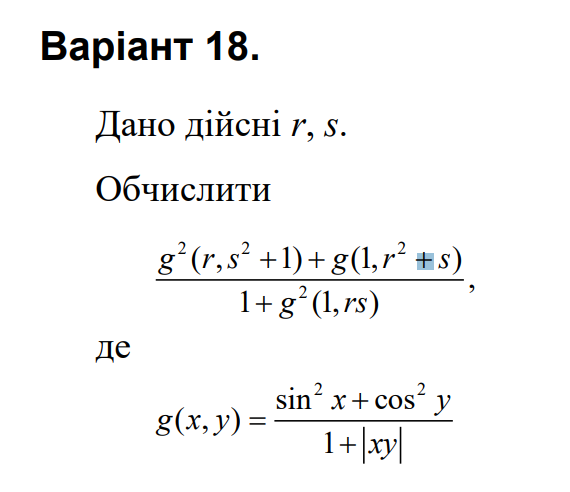 Варіант 18.
Дано дійсні r, s.
Обчислити
g²(r, s² + 1) + g(1, r² + s)
1 + g²(1, rs) ,
де
g(x, y) = sin² x + cos² y
1 + |xy|